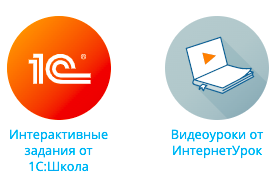 1С®
Интерактивные
задания от
1С:Школа
Видеоуроки от
ИнтернетУрок